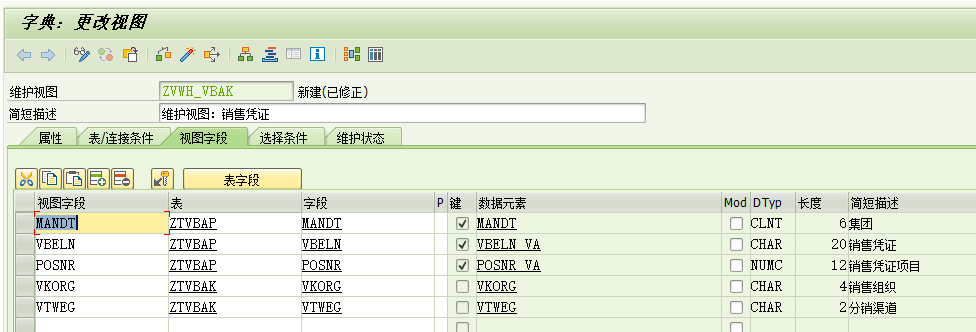 字典: 更改视图
维护视图 ZVWH_VBAK 新建(已修正)
简短描述 维护视图: 销售凭证
属性 表/连接条件 视图字段 选择条件 维护状态
表字段
视图字段 表 字段 P 键 数据元素 Mod DTyp 长度 简短描述
MANDT ZTVBAP MANDT MANDT CLNT 6 集团
VBELN ZTVBAP VBELN VBELN_VA CHAR 20 销售凭证
POSNR ZTVBAP POSNR POSNR_VA NUMC 12 销售凭证项目
VKORG ZTVBAK VKORG VKORG CHAR 4 销售组织
VTWEG ZTVBAK VTWEG VTWEG CHAR 2 分销渠道